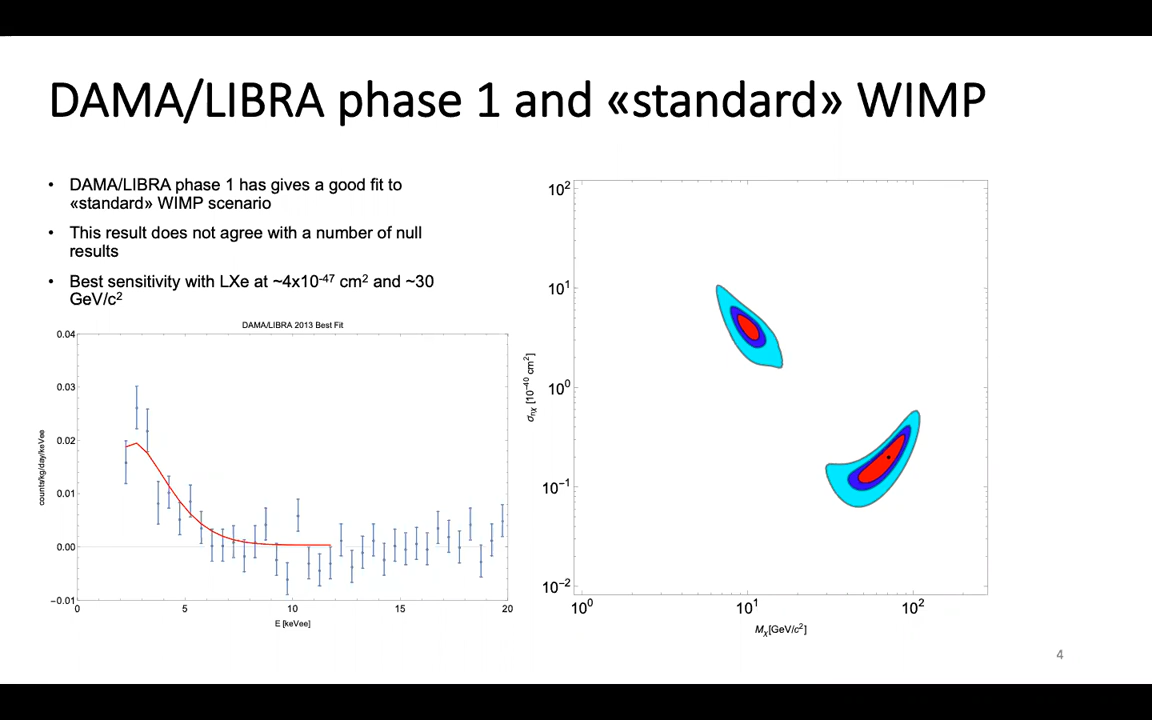 DAMA/LIBRA phase 1 and «standard» WIMP
• DAMA/LIBRA phase 1 has gives a good fit to
«standard» WIMP scenario
• This result does not agree with a number of null
results
• Best sensitivity with LXe at ~4x10⁻⁴⁷ cm² and ~30
GeV/c²
DAMA/LIBRA 2013 Best Fit
0.04
0.03
0.02
0.01
0.00
−0.01
counts/kg/day/keVee
0
5
10
15
20
E [keVee]
10²
10¹
10⁰
10⁻¹
10⁻²
σnχ [10⁻⁴⁰ cm²]
10⁰
10¹
10²
Mχ[GeV/c²]
4